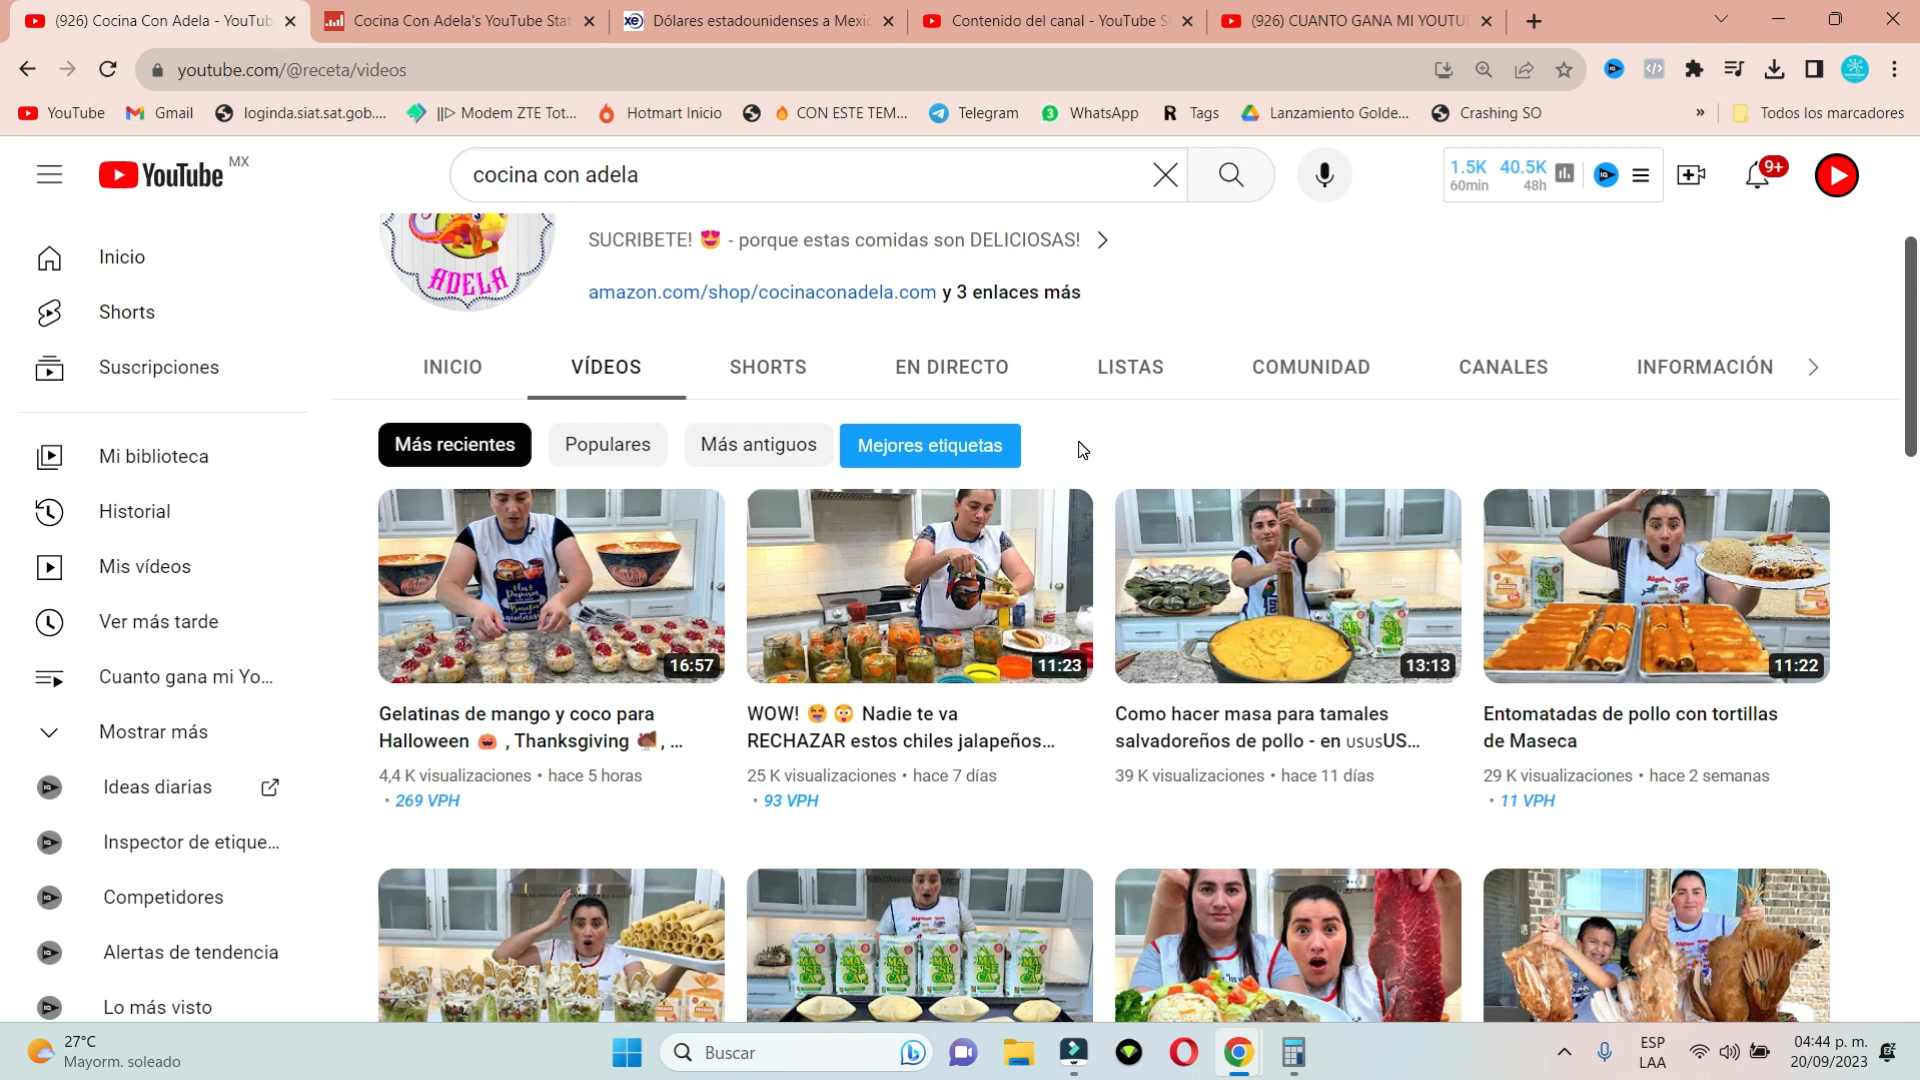 (926) Cocina Con Adela - YouTub
Cocina Con Adela's YouTube Stat
Dólares estadounidenses a Mexic
Contenido del canal - YouTube S
(926) CUANTO GANA MI YOUTU
youtube.com/@receta/videos
YouTube
Gmail
loginda.siat.sat.gob....
||▷ Modem ZTE Tot...
Hotmart Inicio
🔥 CON ESTE TEM...
Telegram
WhatsApp
Tags
Lanzamiento Golde...
Crashing SO
»
Todos los marcadores
YouTube MX
cocina con adela
1.5K 40.5K
60min 48h
9+
ADELA
SUCRIBETE! 😍 - porque estas comidas son DELICIOSAS!
amazon.com/shop/cocinaconadela.com y 3 enlaces más
INICIO
VÍDEOS
SHORTS
EN DIRECTO
LISTAS
COMUNIDAD
CANALES
INFORMACIÓN
Más recientes
Populares
Más antiguos
Mejores etiquetas
Inicio
Shorts
Suscripciones
Mi biblioteca
Historial
Mis vídeos
Ver más tarde
Cuanto gana mi Yo...
Mostrar más
Ideas diarias
Inspector de etique...
Competidores
Alertas de tendencia
Lo más visto
16:57
11:23
13:13
11:22
Gelatinas de mango y coco para
Halloween 🎃 , Thanksgiving 🦃, ...
4,4 K visualizaciones • hace 5 horas
• 269 VPH
WOW! 😄 😳 Nadie te va
RECHAZAR estos chiles jalapeños...
25 K visualizaciones • hace 7 días
• 93 VPH
Como hacer masa para tamales
salvadoreños de pollo - en ususUS...
39 K visualizaciones • hace 11 días
Entomatadas de pollo con tortillas
de Maseca
29 K visualizaciones • hace 2 semanas
• 11 VPH
27°C
Mayorm. soleado
Buscar
ESP
LAA
04:44 p. m.
20/09/2023